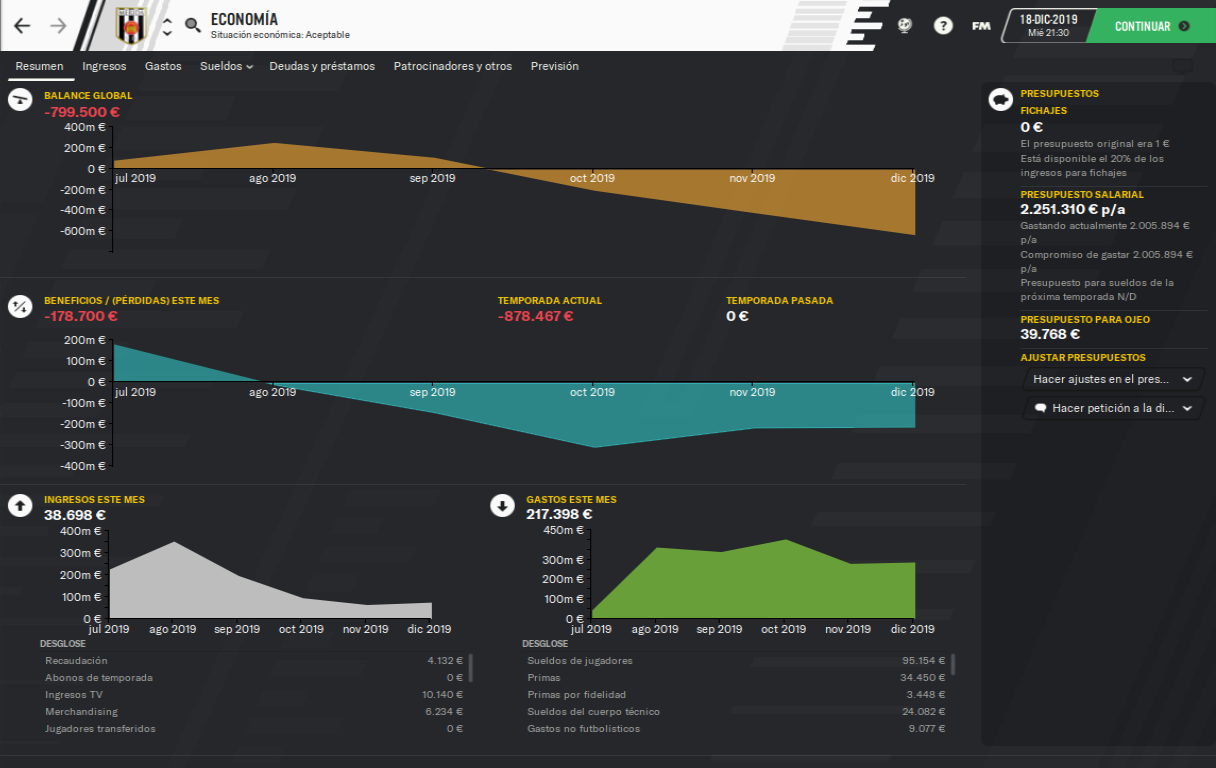 ECONOMÍA
Situación económica: Aceptable
FM
18-DIC-2019
Mié 21:30
CONTINUAR
Resumen Ingresos Gastos Sueldos Deudas y préstamos Patrocinadores y otros Previsión
BALANCE GLOBAL
-799.500 €
400m €
200m €
0 €
-200m €
-400m €
-600m €
jul 2019 ago 2019 sep 2019 oct 2019 nov 2019 dic 2019
BENEFICIOS / (PÉRDIDAS) ESTE MES
-178.700 €
TEMPORADA ACTUAL
-878.467 €
TEMPORADA PASADA
0 €
200m €
100m €
0 €
-100m €
-200m €
-300m €
-400m €
jul 2019 ago 2019 sep 2019 oct 2019 nov 2019 dic 2019
INGRESOS ESTE MES
38.698 €
400m €
300m €
200m €
100m €
0 €
jul 2019 ago 2019 sep 2019 oct 2019 nov 2019 dic 2019
DESGLOSE
Recaudación 4.132 €
Abonos de temporada 0 €
Ingresos TV 10.140 €
Merchandising 6.234 €
Jugadores transferidos 0 €
GASTOS ESTE MES
217.398 €
450m €
300m €
200m €
100m €
0 €
jul 2019 ago 2019 sep 2019 oct 2019 nov 2019 dic 2019
DESGLOSE
Sueldos de jugadores 95.154 €
Primas 34.450 €
Primas por fidelidad 3.448 €
Sueldos del cuerpo técnico 24.082 €
Gastos no futbolísticos 9.077 €
PRESUPUESTOS
FICHAJES
0 €
El presupuesto original era 1 €
Está disponible el 20% de los
ingresos para fichajes
PRESUPUESTO SALARIAL
2.251.310 € p/a
Gastando actualmente 2.005.894 €
p/a
Compromiso de gastar 2.005.894 €
p/a
Presupuesto para sueldos de la
próxima temporada N/D
PRESUPUESTO PARA OJEO
39.768 €
AJUSTAR PRESUPUESTOS
Hacer ajustes en el pres...
Hacer petición a la di...